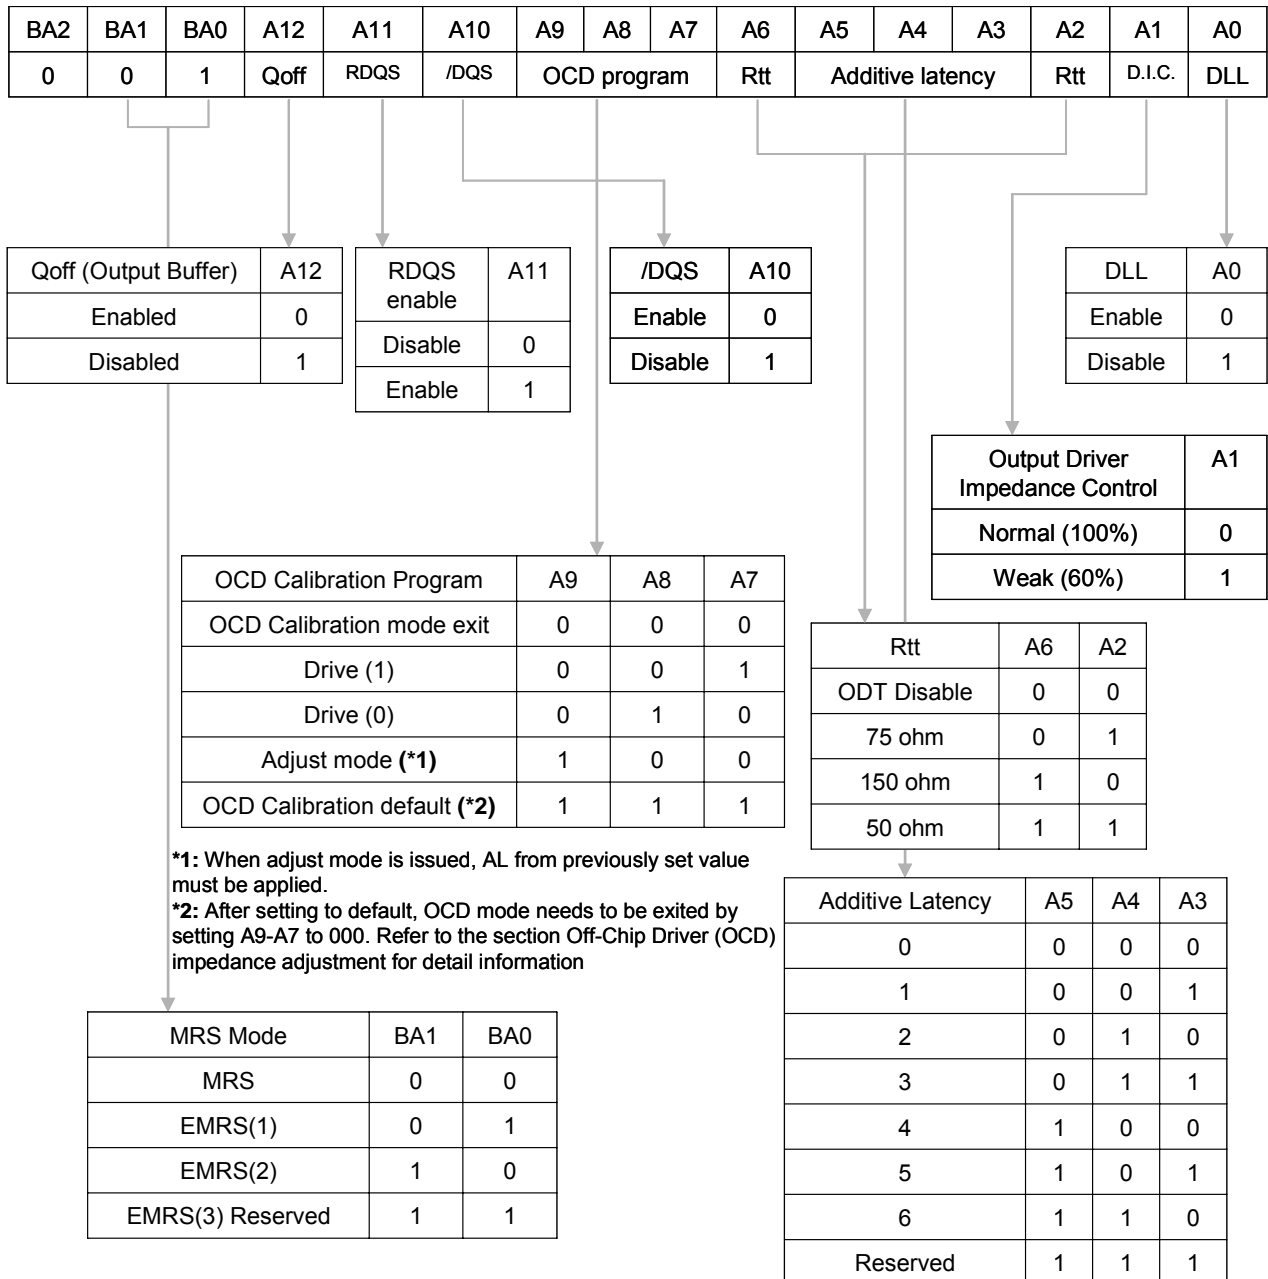 BA2 BA1 BA0 A12 A11 A10 A9 A8 A7 A6 A5 A4 A3 A2 A1 A0
0 0 1 Qoff RDQS /DQS OCD program Rtt Additive latency Rtt D.I.C. DLL
Qoff (Output Buffer) A12
Enabled 0
Disabled 1
RDQS A11
enable
Disable 0
Enable 1
/DQS A10
Enable 0
Disable 1
DLL A0
Enable 0
Disable 1
Output Driver A1
Impedance Control
Normal (100%) 0
Weak (60%) 1
OCD Calibration Program A9 A8 A7
OCD Calibration mode exit 0 0 0
Drive (1) 0 0 1
Drive (0) 0 1 0
Adjust mode (*1) 1 0 0
OCD Calibration default (*2) 1 1 1
*1: When adjust mode is issued, AL from previously set value
must be applied.
*2: After setting to default, OCD mode needs to be exited by
setting A9-A7 to 000. Refer to the section Off-Chip Driver (OCD)
impedance adjustment for detail information
Rtt A6 A2
ODT Disable 0 0
75 ohm 0 1
150 ohm 1 0
50 ohm 1 1
MRS Mode BA1 BA0
MRS 0 0
EMRS(1) 0 1
EMRS(2) 1 0
EMRS(3) Reserved 1 1
Additive Latency A5 A4 A3
0 0 0 0
1 0 0 1
2 0 1 0
3 0 1 1
4 1 0 0
5 1 0 1
6 1 1 0
Reserved 1 1 1